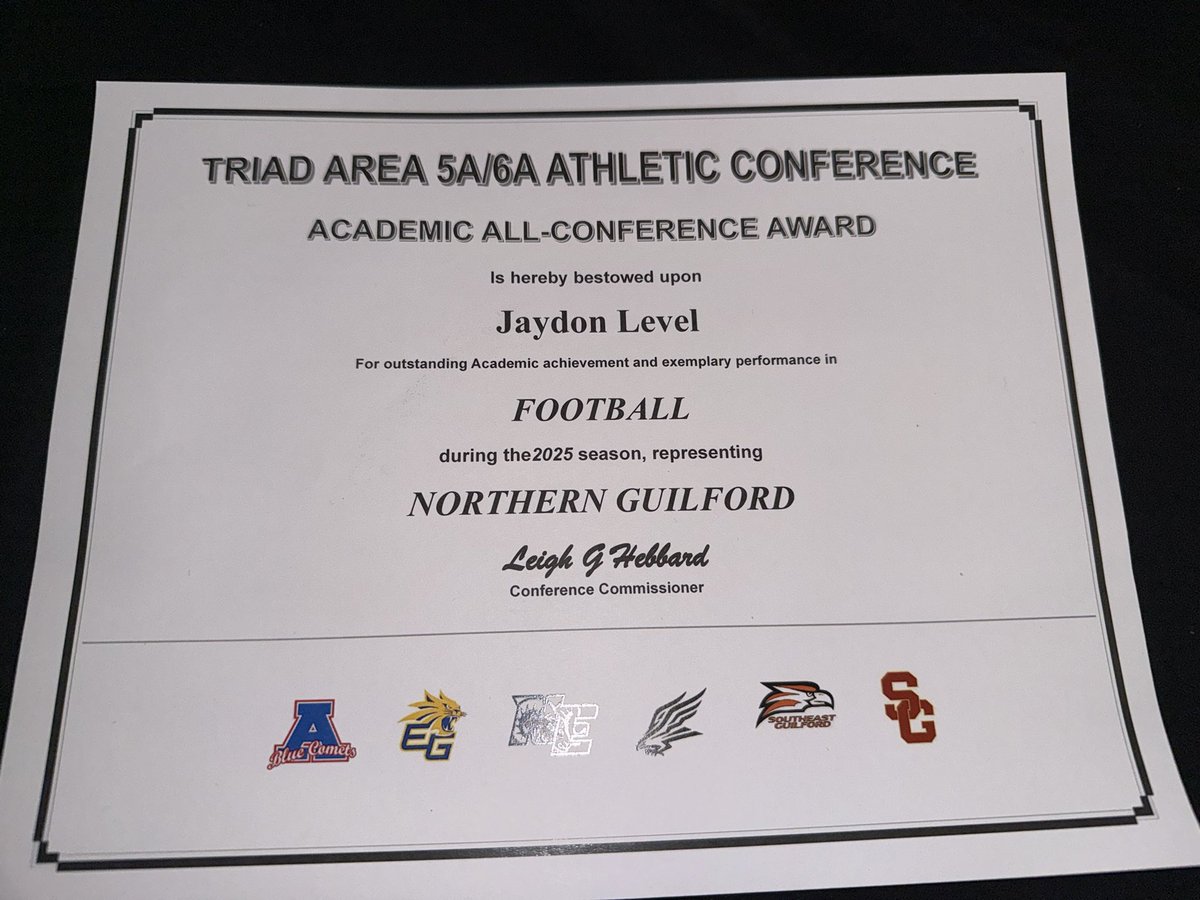 TRIAD AREA 5A/6A ATHLETIC CONFERENCE
ACADEMIC ALL-CONFERENCE AWARD
Is hereby bestowed upon
Jaydon Level
For outstanding Academic achievement and exemplary performance in
FOOTBALL
during the2025 season, representing
NORTHERN GUILFORD
Leigh G Hebbard
Conference Commissioner
A
Blue Comets
EG
NE
SOUTHEAST
GUILFORD
SG